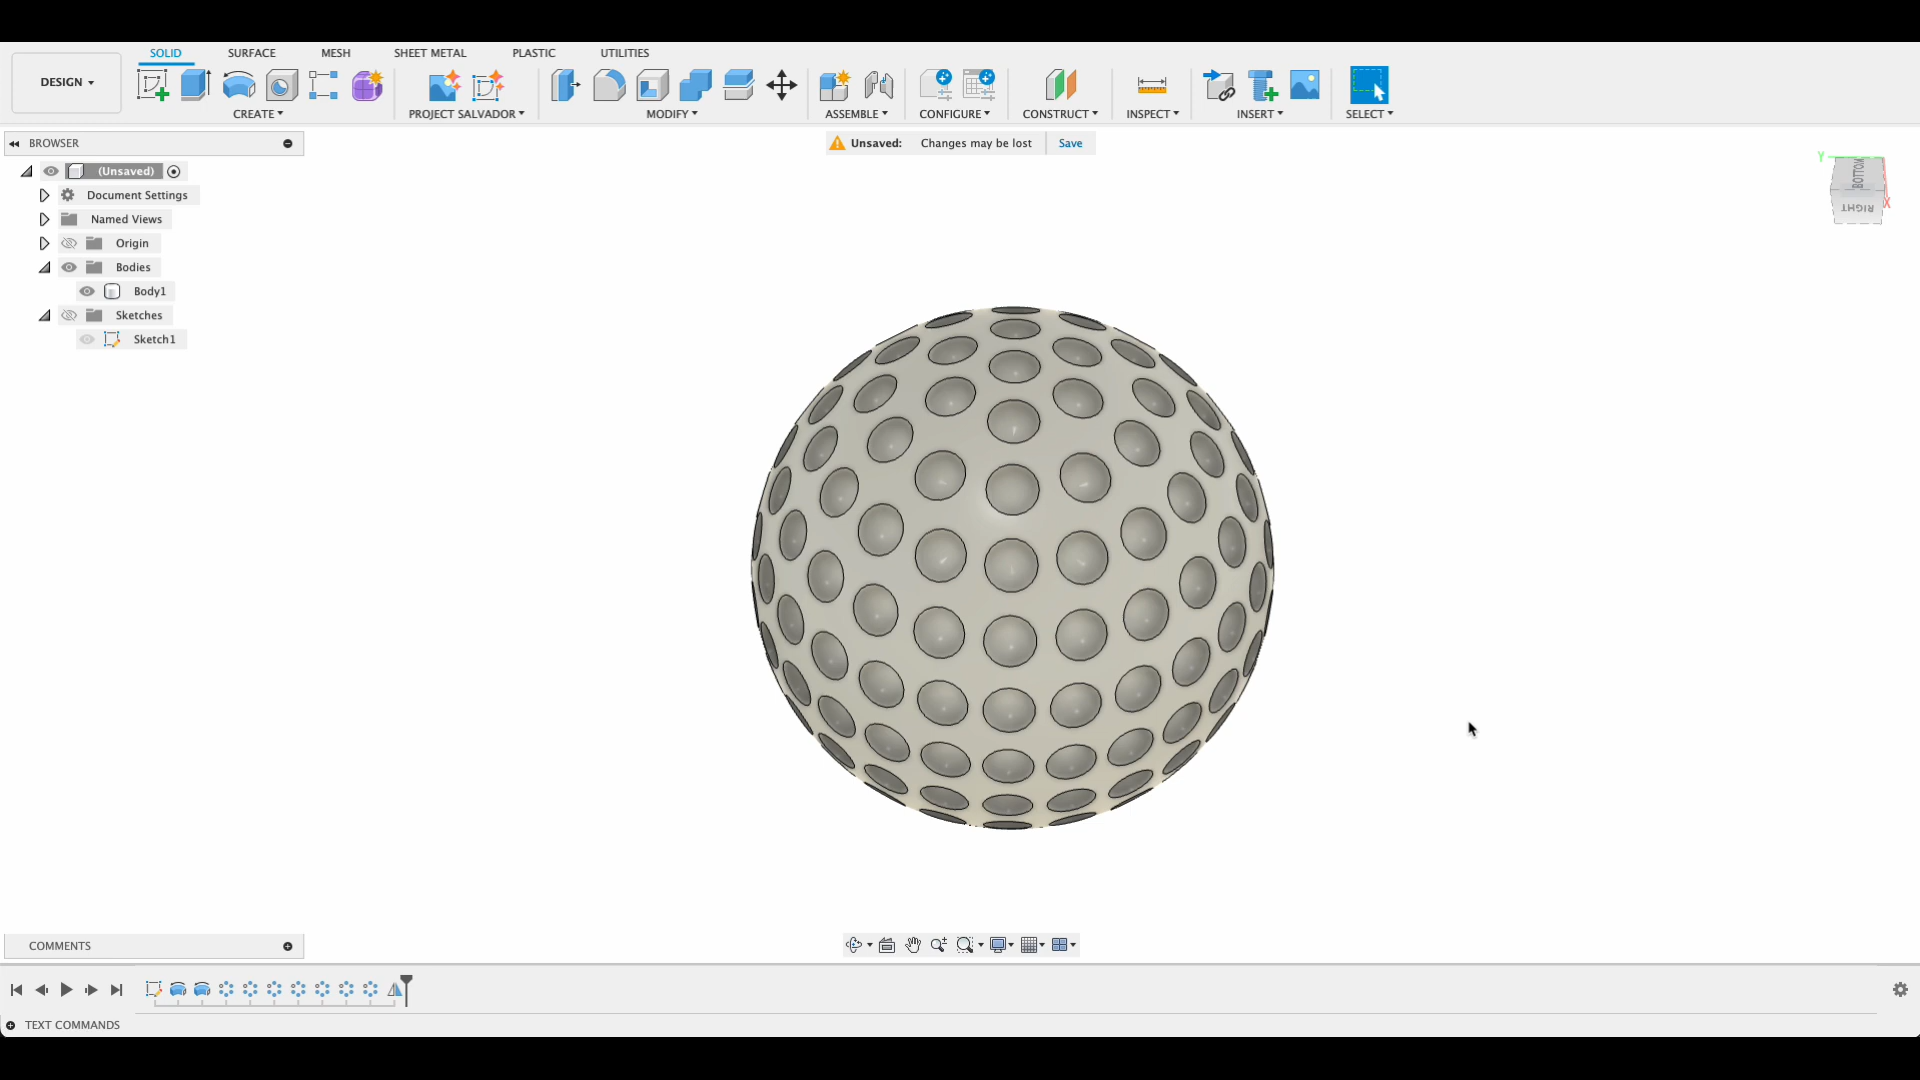 SOLID SURFACE MESH SHEET METAL PLASTIC UTILITIES
DESIGN
CREATE PROJECT SALVADOR MODIFY ASSEMBLE CONFIGURE CONSTRUCT INSPECT INSERT SELECT
BROWSER
Unsaved: Changes may be lost Save
(Unsaved)
Document Settings
Named Views
Origin
Bodies
Body1
Sketches
Sketch1
Y
BOTTOM
RIGHT
X
COMMENTS
TEXT COMMANDS